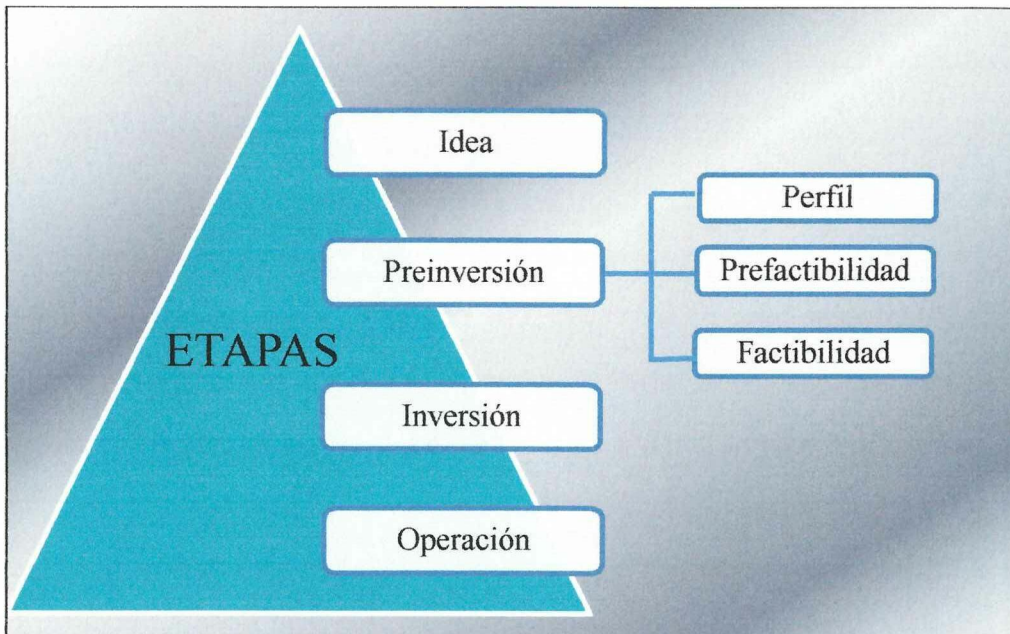 ETAPAS
Idea
Preinversión
Perfil
Prefactibilidad
Factibilidad
Inversión
Operación